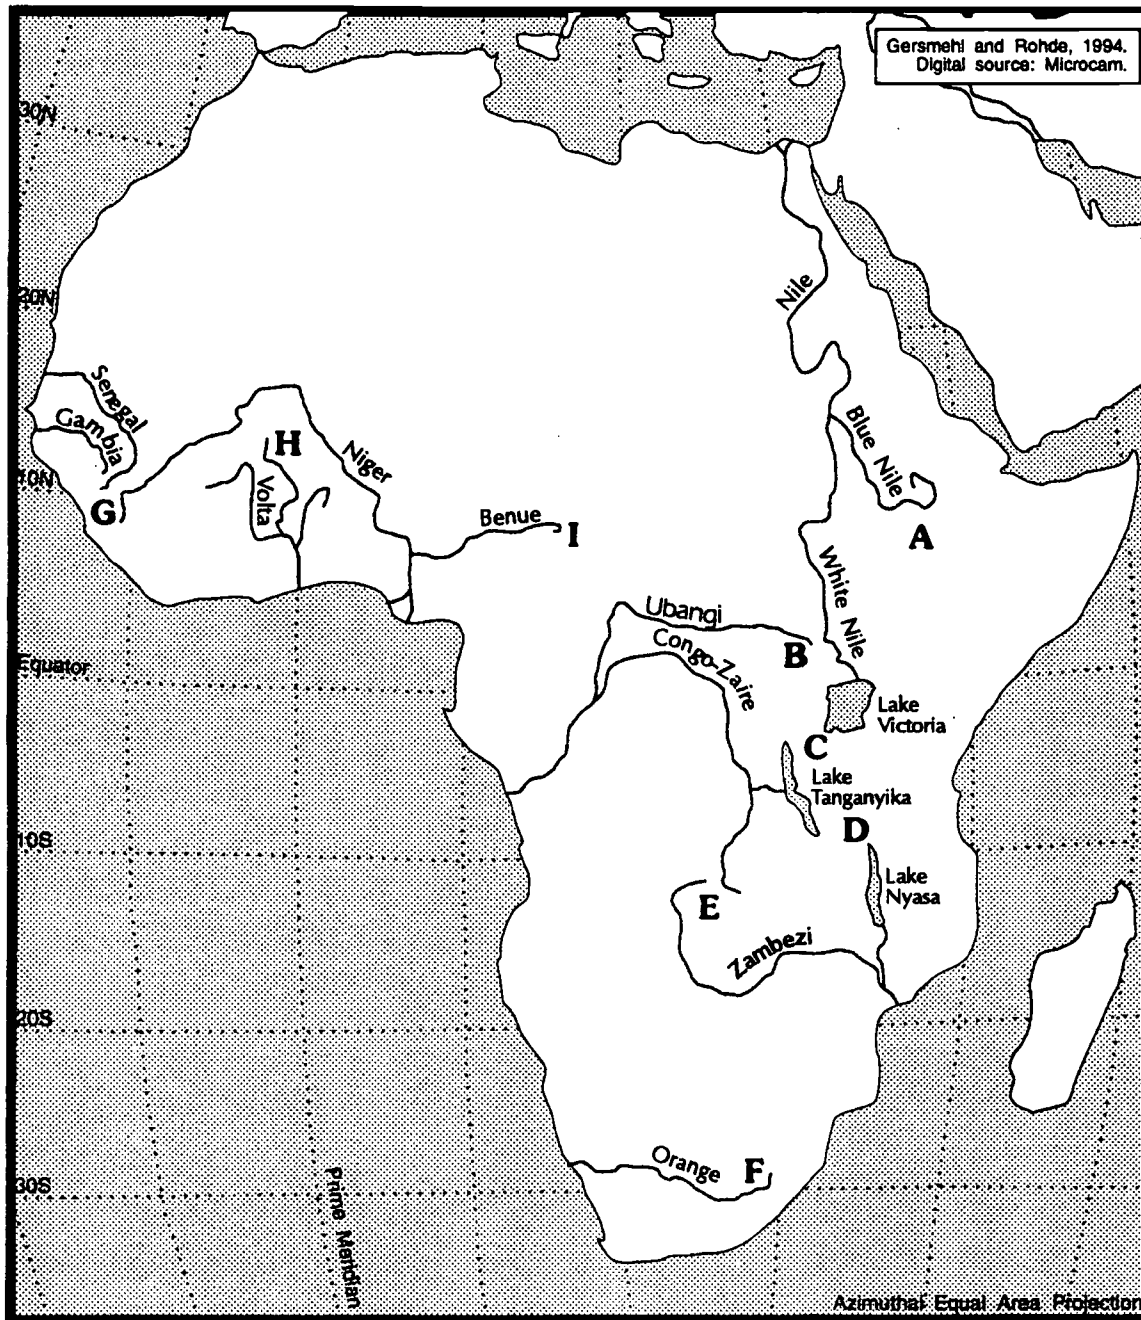 Gersmehl and Rohde, 1994.
Digital source: Microcam.
30N
20N
Nile
Senegal
Gambia
H
Niger
Blue Nile
10N
G
Volta
Benue
I
A
White Nile
Ubangi
B
Congo-Zaire
Equator
Lake
Victoria
C
Lake
Tanganyika
D
10S
Lake
Nyasa
E
Zambezi
20S
Orange
F
30S
Prime Meridian
Azimuthal Equal Area Projection